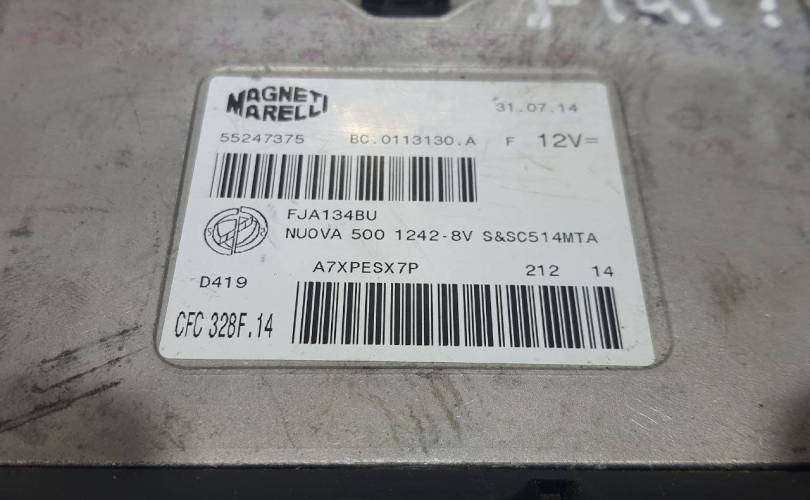 MAGNETI MARELLI
31.07.14
55247375 BC.0113130.A F 12V=
FJA134BU
NUOVA 500 1242-8V S&SC514MTA
A7XPESX7P 212 14
D419
CFC 328F.14